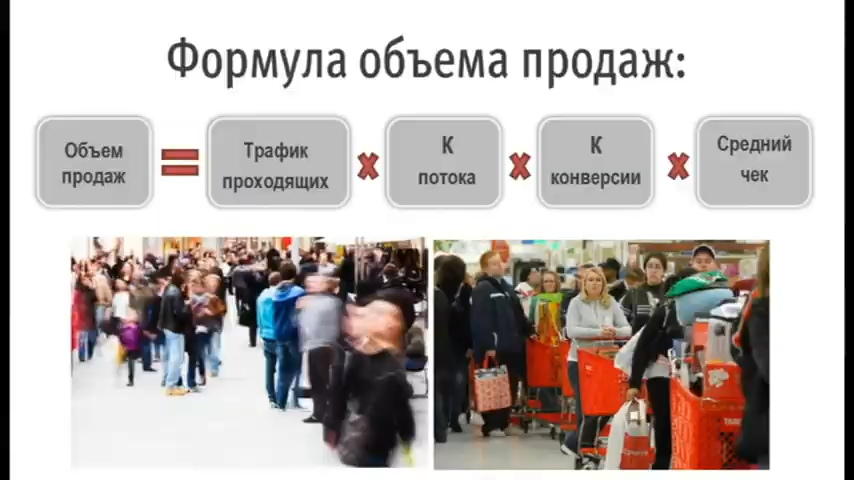 Формула объема продаж:
Объем
продаж
Трафик
проходящих
К
потока
К
конверсии
Средний
чек